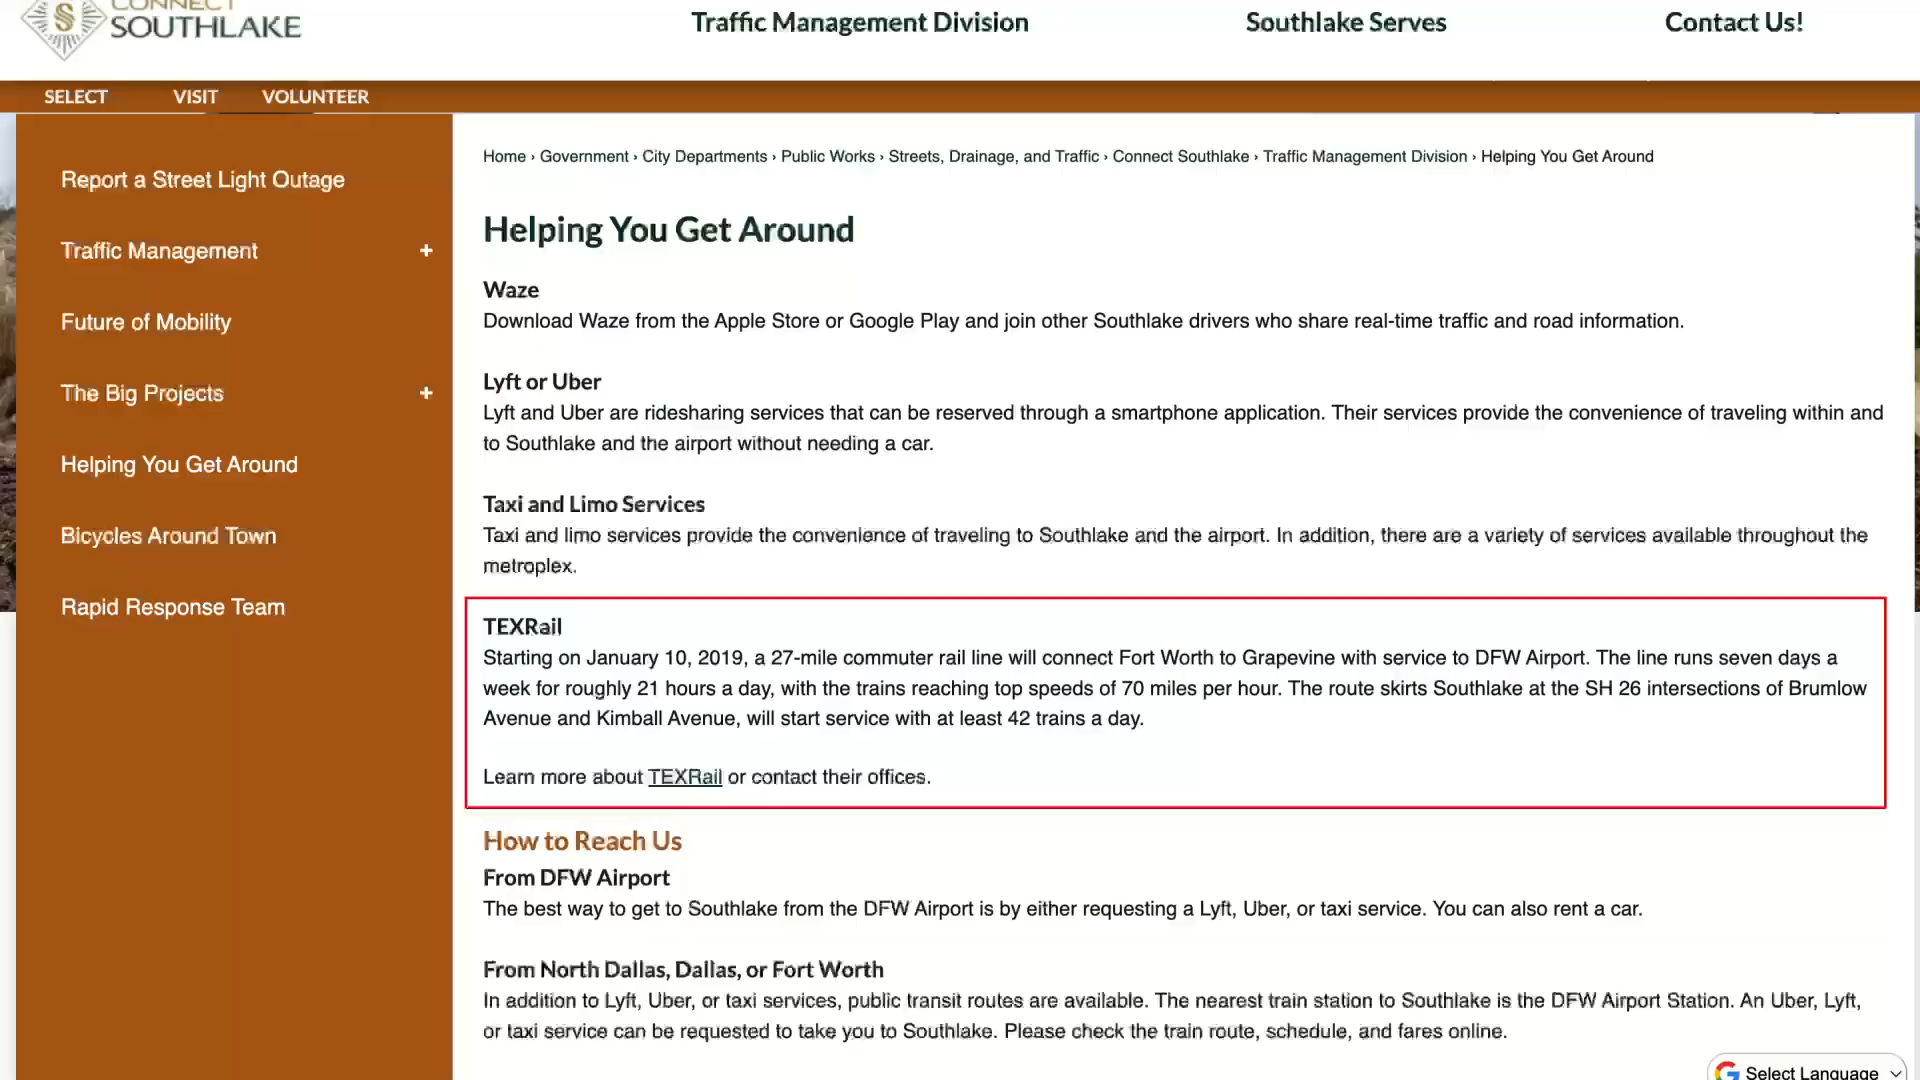 CONNECT
SOUTHLAKE
Traffic Management Division
Southlake Serves
Contact Us!
SELECT
VISIT
VOLUNTEER
Report a Street Light Outage
Traffic Management +
Future of Mobility
The Big Projects +
Helping You Get Around
Bicycles Around Town
Rapid Response Team
Home › Government › City Departments › Public Works › Streets, Drainage, and Traffic › Connect Southlake › Traffic Management Division › Helping You Get Around
Helping You Get Around
Waze
Download Waze from the Apple Store or Google Play and join other Southlake drivers who share real-time traffic and road information.
Lyft or Uber
Lyft and Uber are ridesharing services that can be reserved through a smartphone application. Their services provide the convenience of traveling within and
to Southlake and the airport without needing a car.
Taxi and Limo Services
Taxi and limo services provide the convenience of traveling to Southlake and the airport. In addition, there are a variety of services available throughout the
metroplex.
TEXRail
Starting on January 10, 2019, a 27-mile commuter rail line will connect Fort Worth to Grapevine with service to DFW Airport. The line runs seven days a
week for roughly 21 hours a day, with the trains reaching top speeds of 70 miles per hour. The route skirts Southlake at the SH 26 intersections of Brumlow
Avenue and Kimball Avenue, will start service with at least 42 trains a day.
Learn more about TEXRail or contact their offices.
How to Reach Us
From DFW Airport
The best way to get to Southlake from the DFW Airport is by either requesting a Lyft, Uber, or taxi service. You can also rent a car.
From North Dallas, Dallas, or Fort Worth
In addition to Lyft, Uber, or taxi services, public transit routes are available. The nearest train station to Southlake is the DFW Airport Station. An Uber, Lyft,
or taxi service can be requested to take you to Southlake. Please check the train route, schedule, and fares online.
Select Language